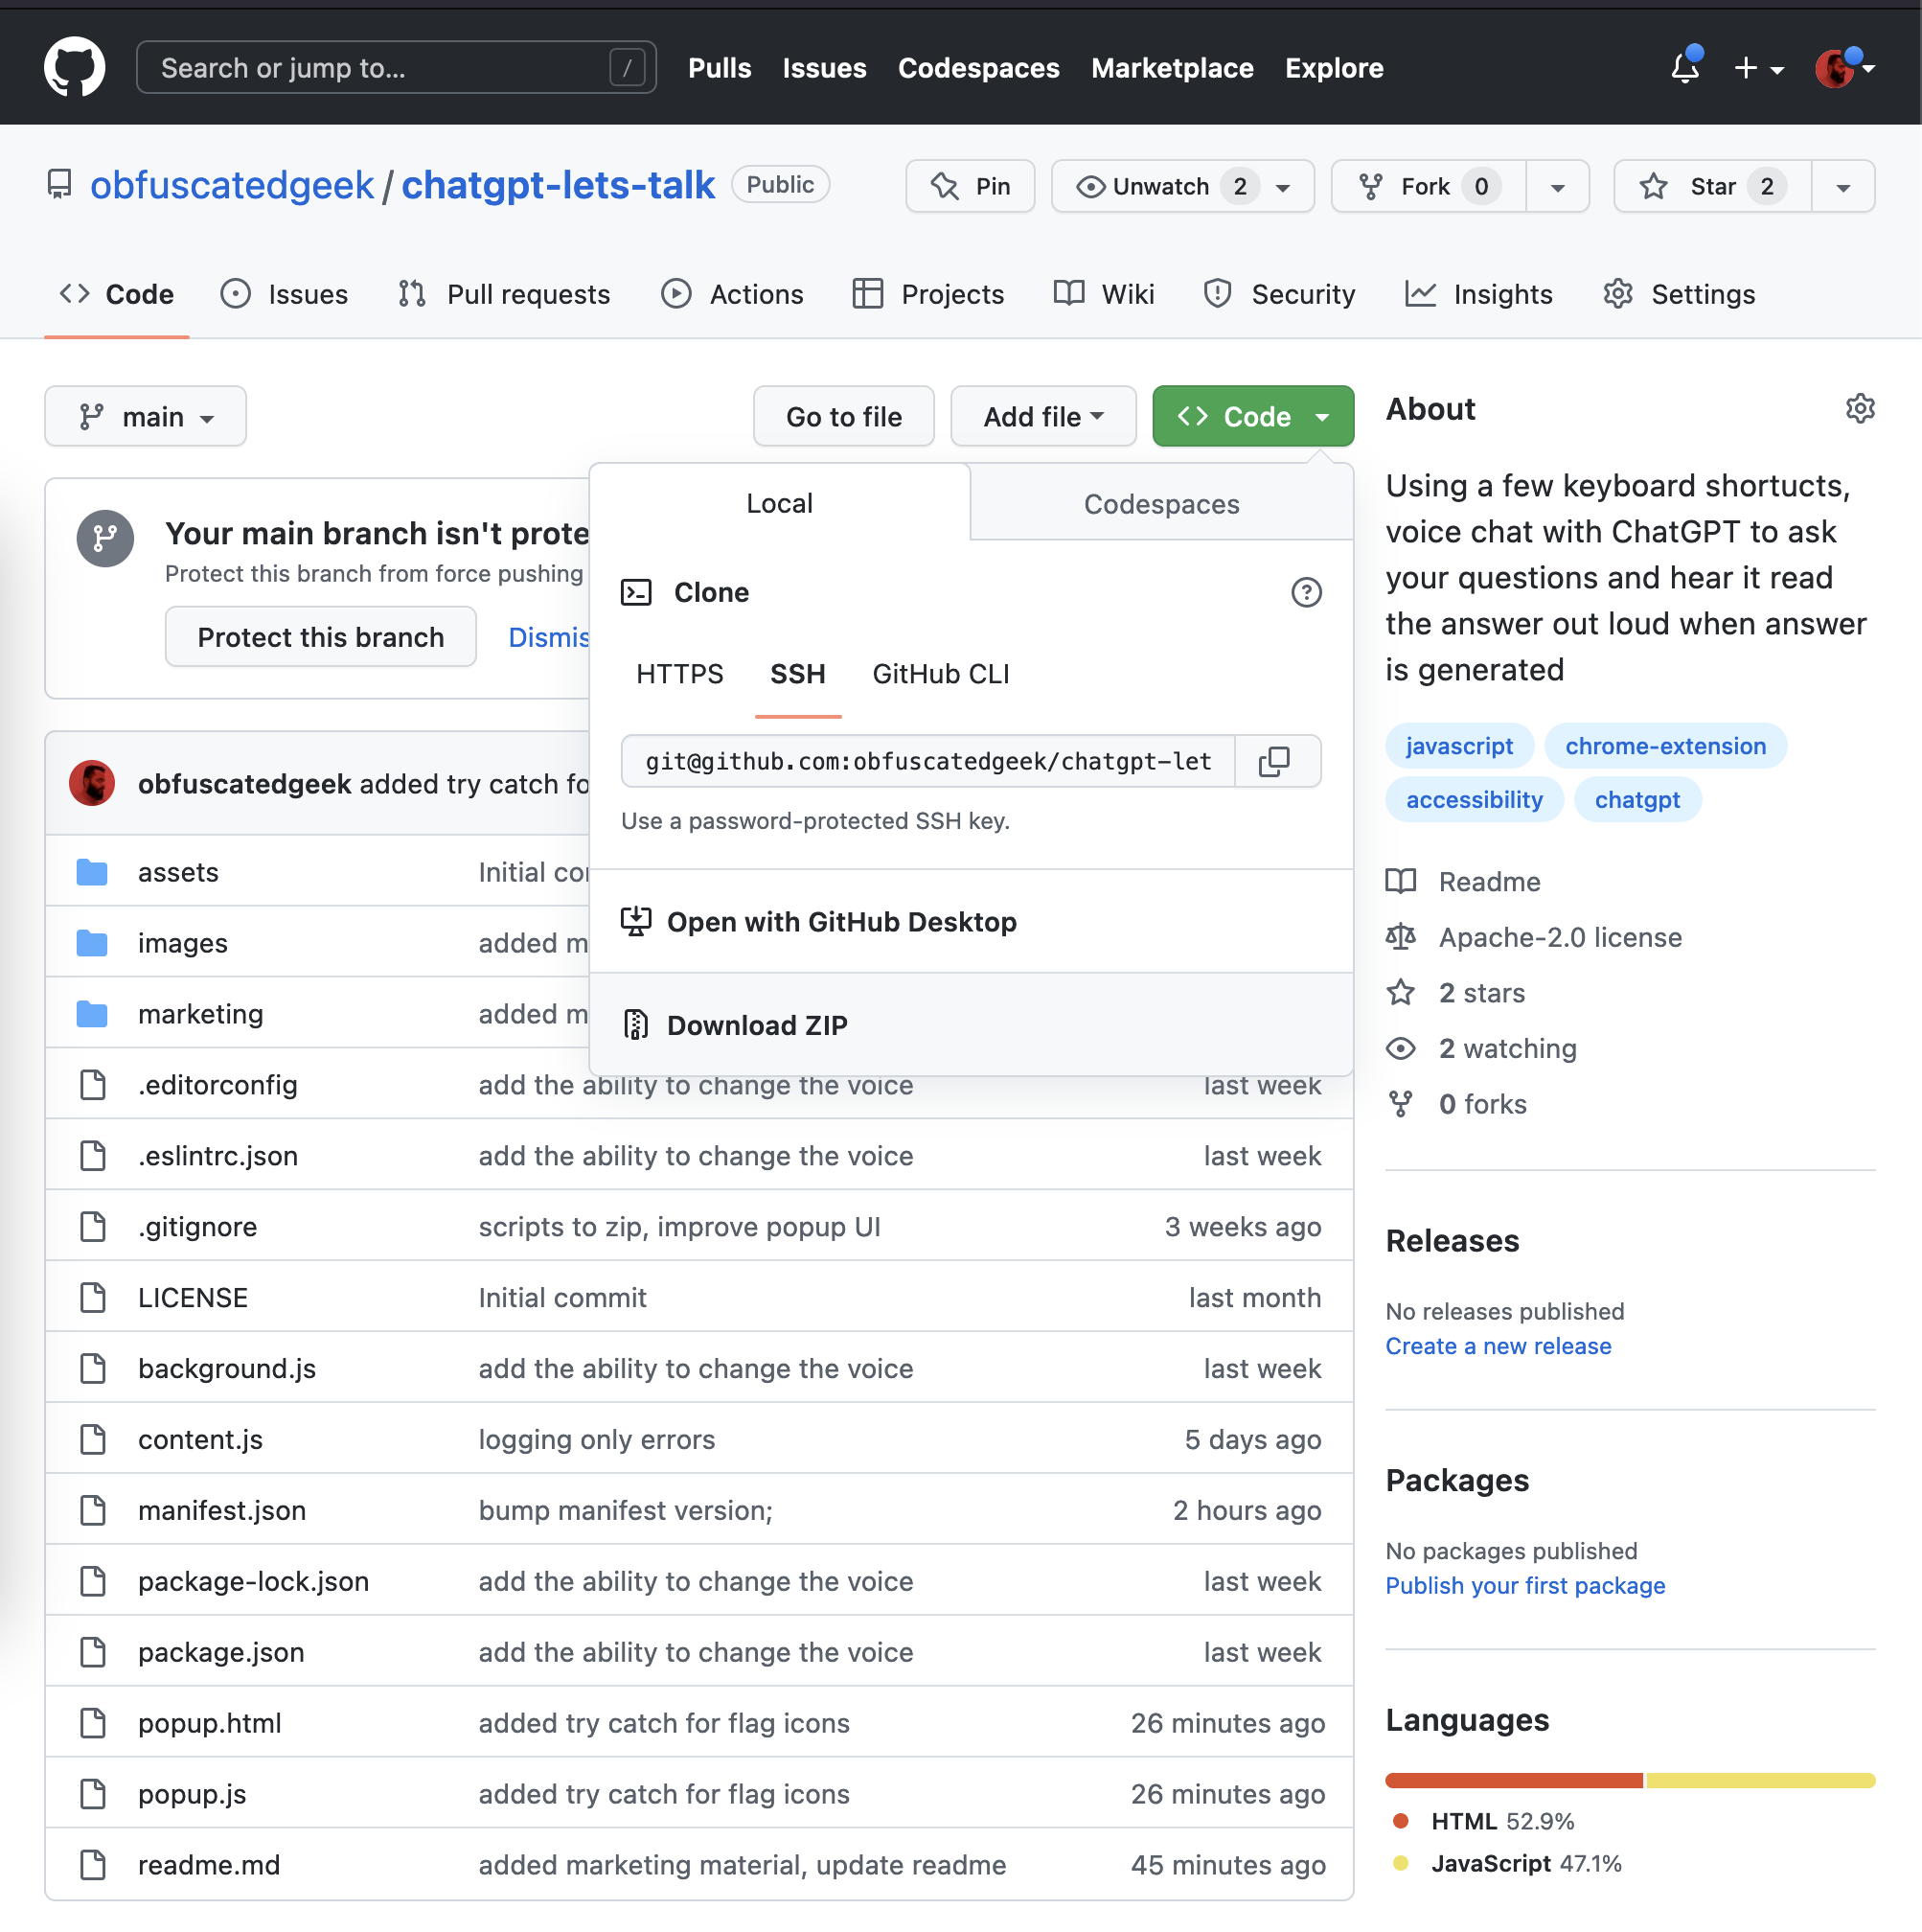 Search or jump to... /
Pulls Issues Codespaces Marketplace Explore
obfuscatedgeek / chatgpt-lets-talk Public
Pin Unwatch 2 Fork 0 Star 2
Code Issues Pull requests Actions Projects Wiki Security Insights Settings
main Go to file Add file Code
Your main branch isn't prote
Protect this branch from force pushing
Protect this branch Dismis
Local Codespaces
Clone
HTTPS SSH GitHub CLI
git@github.com:obfuscatedgeek/chatgpt-let
Use a password-protected SSH key.
Open with GitHub Desktop
Download ZIP
obfuscatedgeek added try catch fo
assets Initial co
images added m
marketing added m
.editorconfig add the ability to change the voice last week
.eslintrc.json add the ability to change the voice last week
.gitignore scripts to zip, improve popup UI 3 weeks ago
LICENSE Initial commit last month
background.js add the ability to change the voice last week
content.js logging only errors 5 days ago
manifest.json bump manifest version; 2 hours ago
package-lock.json add the ability to change the voice last week
package.json add the ability to change the voice last week
popup.html added try catch for flag icons 26 minutes ago
popup.js added try catch for flag icons 26 minutes ago
readme.md added marketing material, update readme 45 minutes ago
About
Using a few keyboard shortucts,
voice chat with ChatGPT to ask
your questions and hear it read
the answer out loud when answer
is generated
javascript chrome-extension
accessibility chatgpt
Readme
Apache-2.0 license
2 stars
2 watching
0 forks
Releases
No releases published
Create a new release
Packages
No packages published
Publish your first package
Languages
HTML 52.9%
JavaScript 47.1%